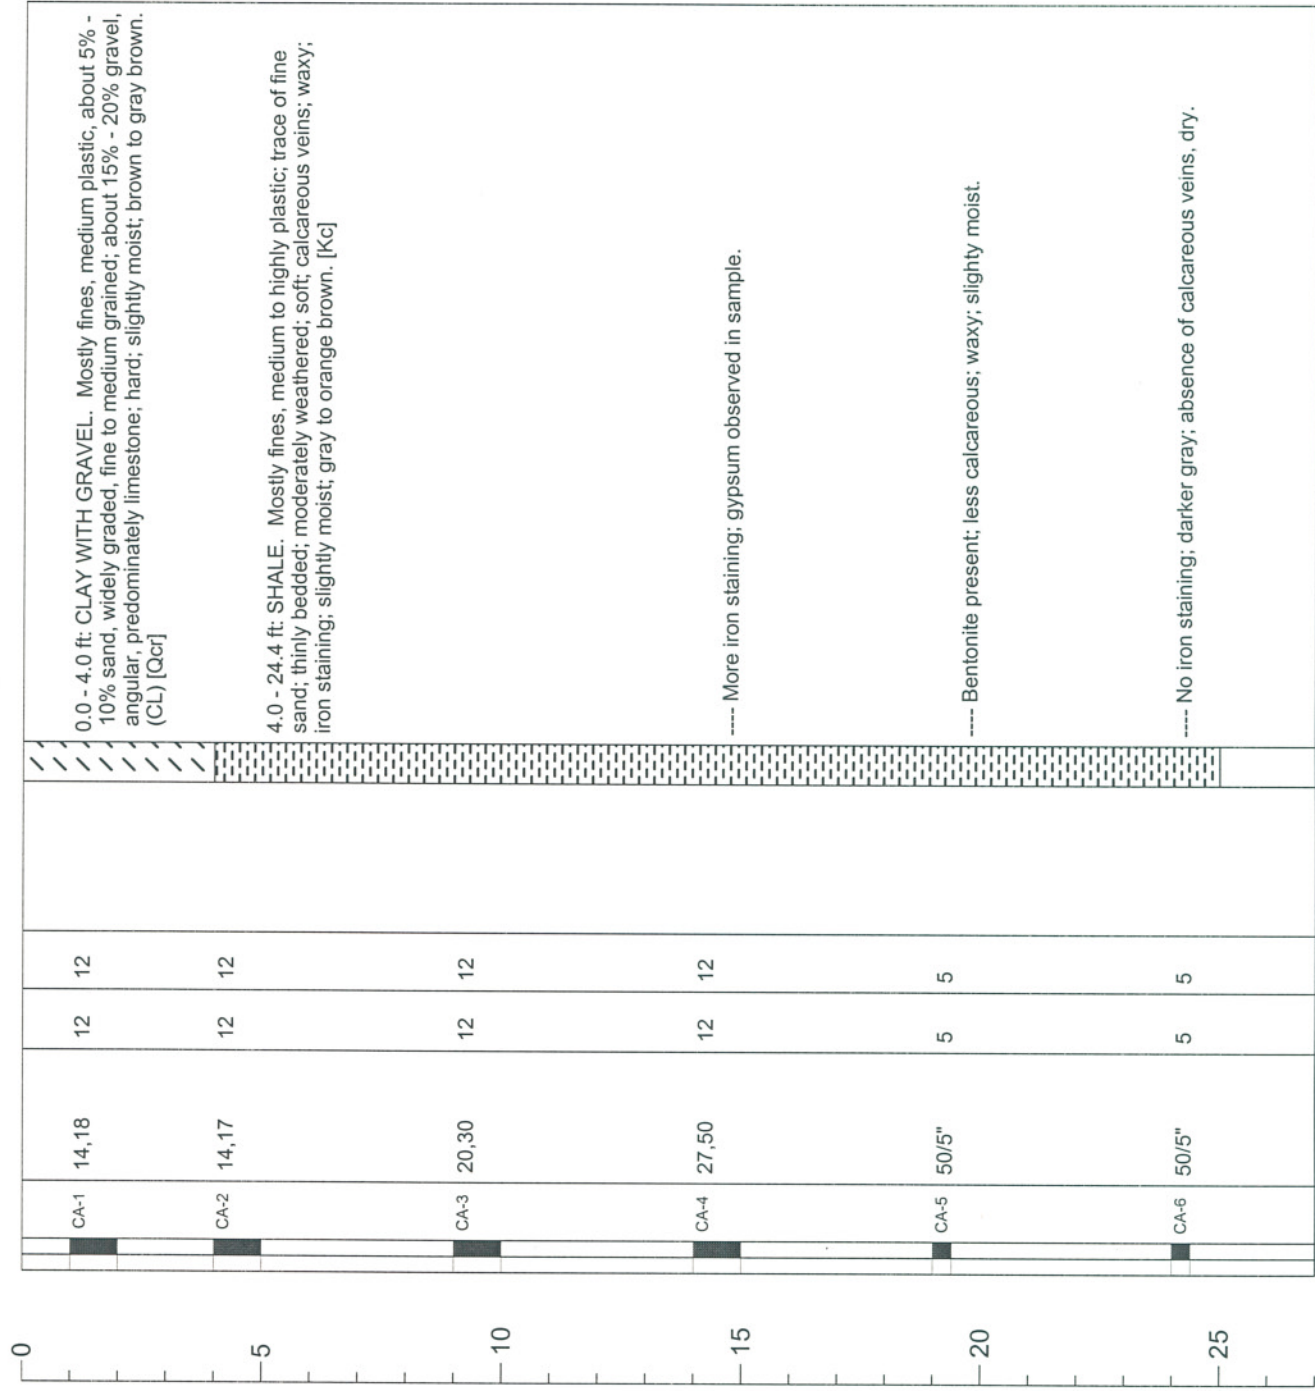 0
5
10
15
20
25
CA-1 14,18 12 12
CA-2 14,17 12 12
CA-3 20,30 12 12
CA-4 27,50 12 12
CA-5 50/5" 5 5
CA-6 50/5" 5 5
0.0 - 4.0 ft: CLAY WITH GRAVEL. Mostly fines, medium plastic, about 5% -
10% sand, widely graded, fine to medium grained; about 15% - 20% gravel,
angular, predominately limestone; hard; slightly moist; brown to gray brown.
(CL) [Qcr]
4.0 - 24.4 ft: SHALE. Mostly fines, medium to highly plastic; trace of fine
sand; thinly bedded; moderately weathered; soft; calcareous veins; waxy;
iron staining; slightly moist; gray to orange brown. [Kc]
---- More iron staining; gypsum observed in sample.
---- Bentonite present; less calcareous; waxy; slighty moist.
---- No iron staining; darker gray; absence of calcareous veins, dry.